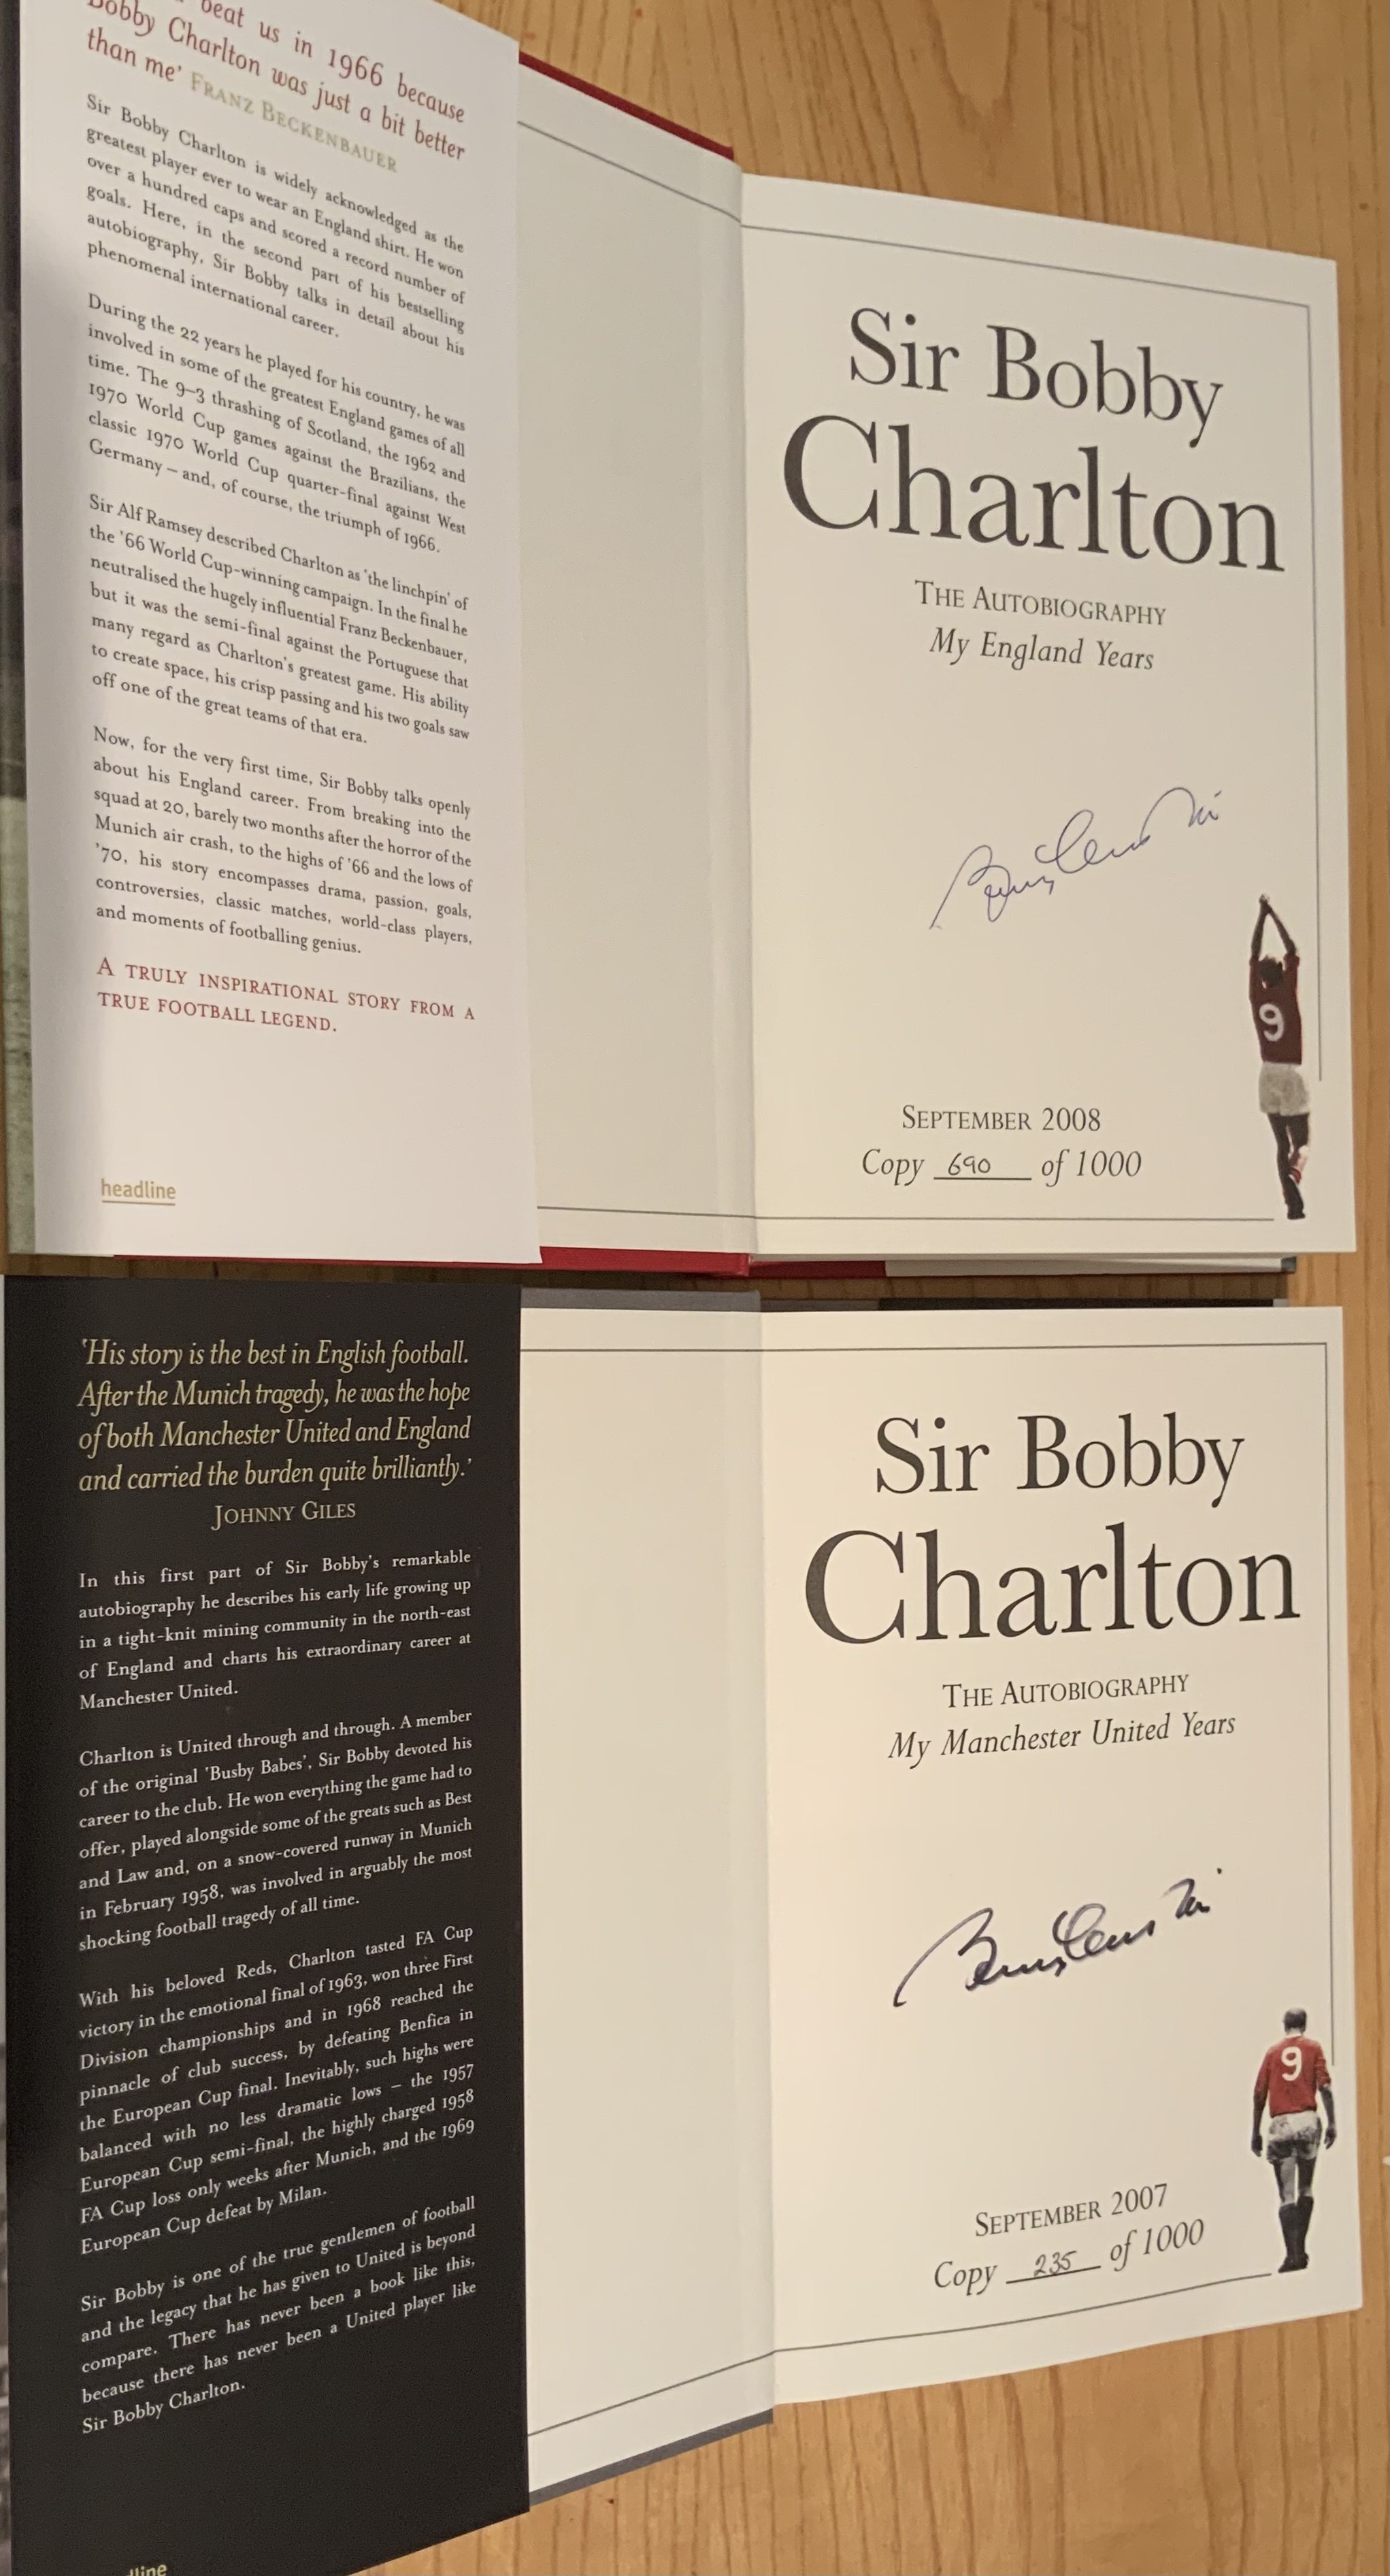 beat us in 1966 because
Bobby Charlton was just a bit better
than me' FRANZ BECKENBAUER
Sir Bobby Charlton is widely acknowledged as the
greatest player ever to wear an England shirt. He won
over a hundred caps and scored a record number of
goals. Here, in the second part of his bestselling
autobiography, Sir Bobby talks in detail about his
phenomenal international career.
During the 22 years he played for his country, he was
involved in some of the greatest England games of all
time. The 9–3 thrashing of Scotland, the 1962 and
1970 World Cup games against the Brazilians, the
classic 1970 World Cup quarter-final against West
Germany – and, of course, the triumph of 1966.
Sir Alf Ramsey described Charlton as 'the linchpin' of
the '66 World Cup-winning campaign. In the final he
neutralised the hugely influential Franz Beckenbauer,
but it was the semi-final against the Portuguese that
many regard as Charlton's greatest game. His ability
to create space, his crisp passing and his two goals saw
off one of the great teams of that era.
Now, for the very first time, Sir Bobby talks openly
about his England career. From breaking into the
squad at 20, barely two months after the horror of the
Munich air crash, to the highs of '66 and the lows of
'70, his story encompasses drama, passion, goals,
controversies, classic matches, world-class players,
and moments of footballing genius.
A TRULY INSPIRATIONAL STORY FROM A
TRUE FOOTBALL LEGEND.
headline
Sir Bobby
Charlton
THE AUTOBIOGRAPHY
My England Years
9
SEPTEMBER 2008
Copy 690 of 1000
'His story is the best in English football.
After the Munich tragedy, he was the hope
of both Manchester United and England
and carried the burden quite brilliantly.'
JOHNNY GILES
In this first part of Sir Bobby's remarkable
autobiography he describes his early life growing up
in a tight-knit mining community in the north-east
of England and charts his extraordinary career at
Manchester United.
Charlton is United through and through. A member
of the original 'Busby Babes', Sir Bobby devoted his
career to the club. He won everything the game had to
offer, played alongside some of the greats such as Best
and Law and, on a snow-covered runway in Munich
in February 1958, was involved in arguably the most
shocking football tragedy of all time.
With his beloved Reds, Charlton tasted FA Cup
victory in the emotional final of 1963, won three First
Division championships and in 1968 reached the
pinnacle of club success, by defeating Benfica in
the European Cup final. Inevitably, such highs were
balanced with no less dramatic lows – the 1957
European Cup semi-final, the highly charged 1958
FA Cup loss only weeks after Munich, and the 1969
European Cup defeat by Milan.
Sir Bobby is one of the true gentlemen of football
and the legacy that he has given to United is beyond
compare. There has never been a book like this,
because there has never been a United player like
Sir Bobby Charlton.
Sir Bobby
Charlton
THE AUTOBIOGRAPHY
My Manchester United Years
9
SEPTEMBER 2007
Copy 235 of 1000